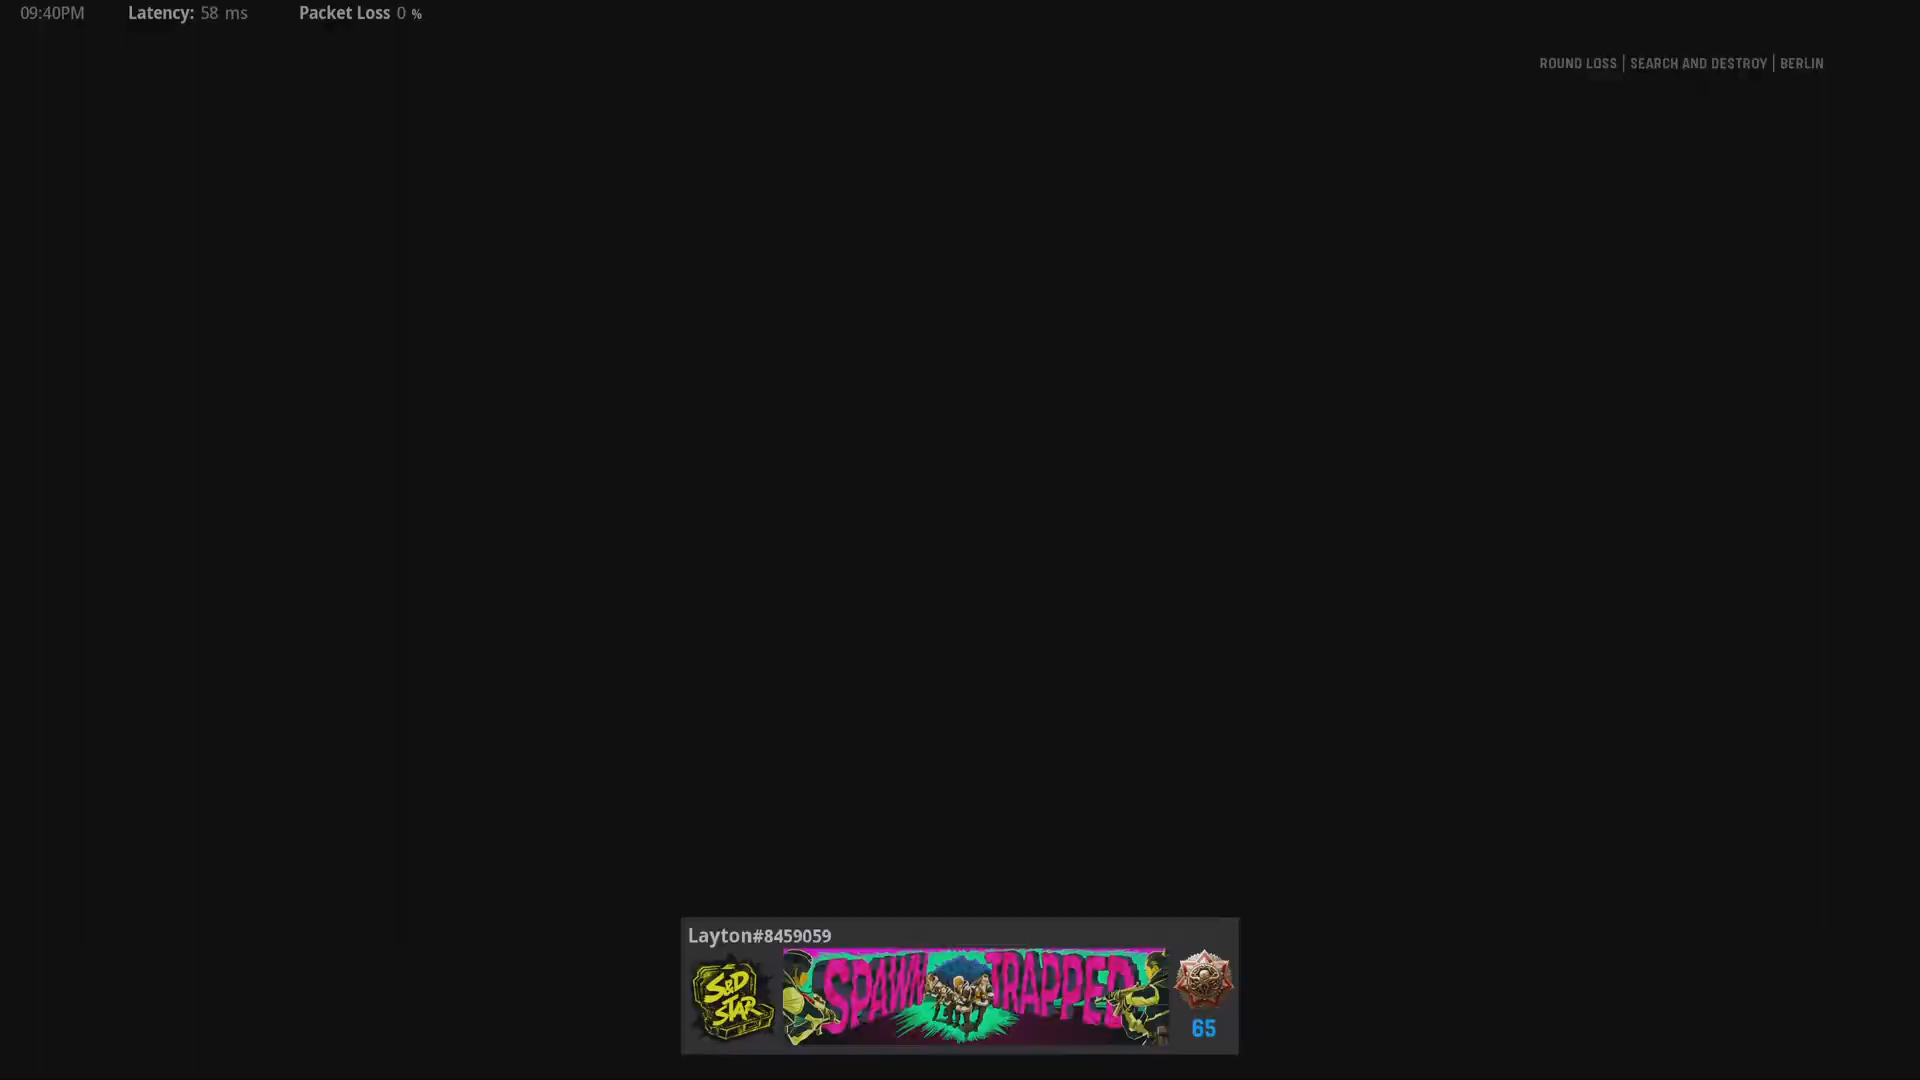 09:40PM Latency: 58 ms Packet Loss 0 %
ROUND LOSS | SEARCH AND DESTROY | BERLIN
Layton#8459059
S&D
STAR
SPAWN TRAPPED
65